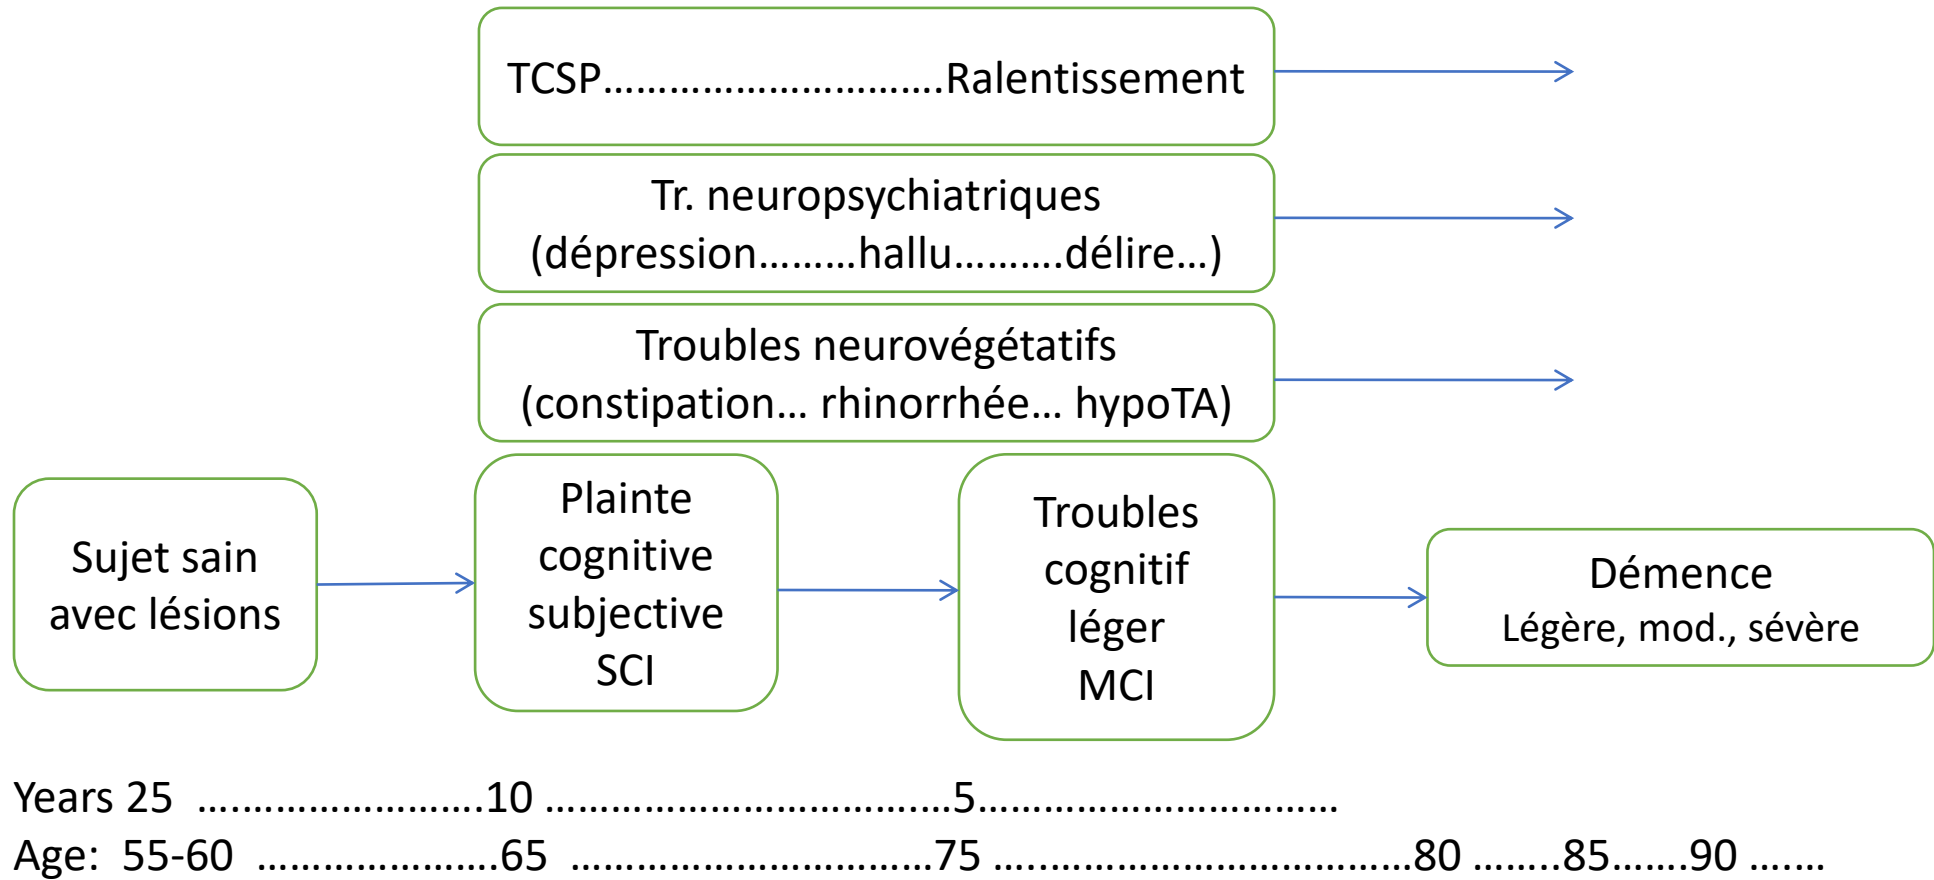 TCSP………………………….Ralentissement
Tr. neuropsychiatriques
(dépression………hallu……….délire…)
Troubles neurovégétatifs
(constipation… rhinorrhée… hypoTA)
Sujet sain
avec lésions
Plainte
cognitive
subjective
SCI
Troubles
cognitif
léger
MCI
Démence
Légère, mod., sévère
Years 25 ….………………….10 ……………………………….…5……………………………
Age: 55-60 ………………….65 ……………………………75 ….…………………………….80 ……..85…….90 …….